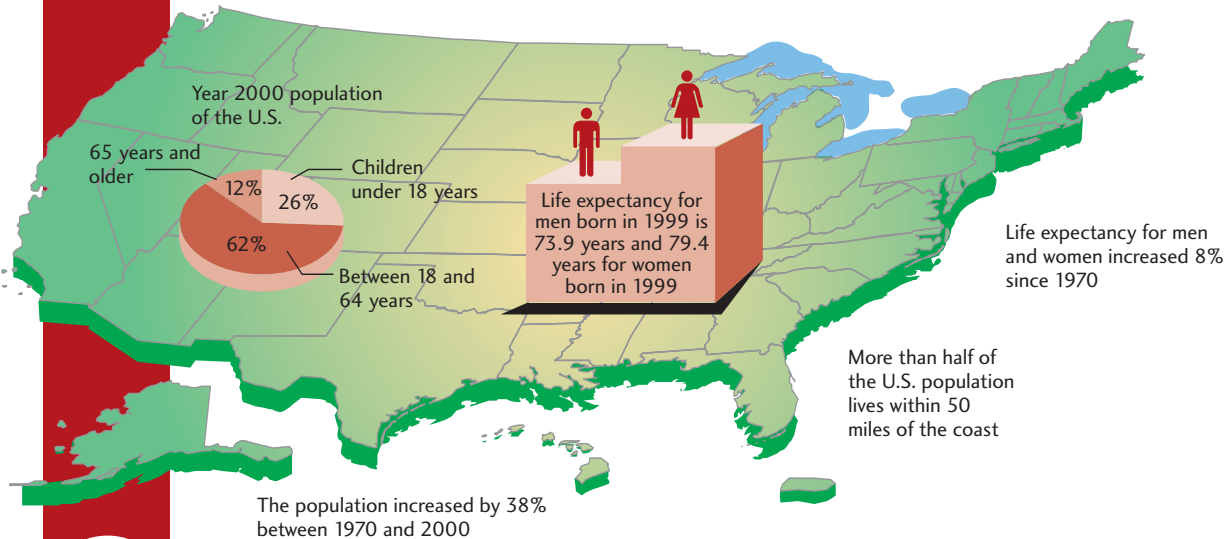 Year 2000 population
of the U.S.
65 years and
older
12%
Children
under 18 years
26%
62%
Between 18 and
64 years
Life expectancy for
men born in 1999 is
73.9 years and 79.4
years for women
born in 1999
Life expectancy for men
and women increased 8%
since 1970
More than half of
the U.S. population
lives within 50
miles of the coast
The population increased by 38%
between 1970 and 2000